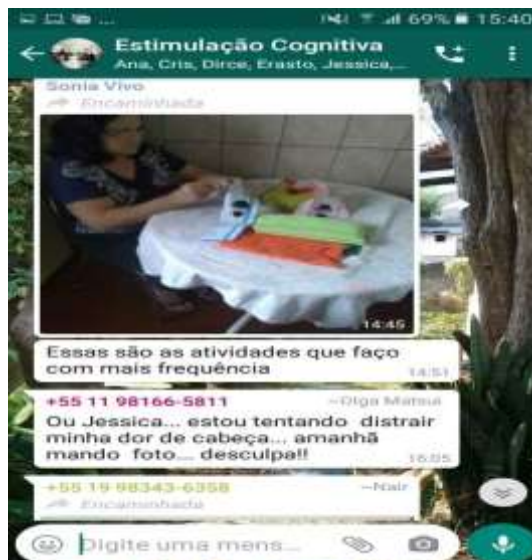 ... 69% 15:40
Estimulação Cognitiva
Ana, Cris, Dirce, Erasto, Jessica,...
Sonia Vivo
Encaminhada
14:45
Essas são as atividades que faço
com mais frequência
14:51
+55 11 98166-5811 ~Olga Matsui
Ou Jessica... estou tentando distrair
minha dor de cabeça... amanhã
mando foto... desculpa!!
16:05
+55 19 98343-6358 ~Nair
Encaminhada
Digite uma mens...